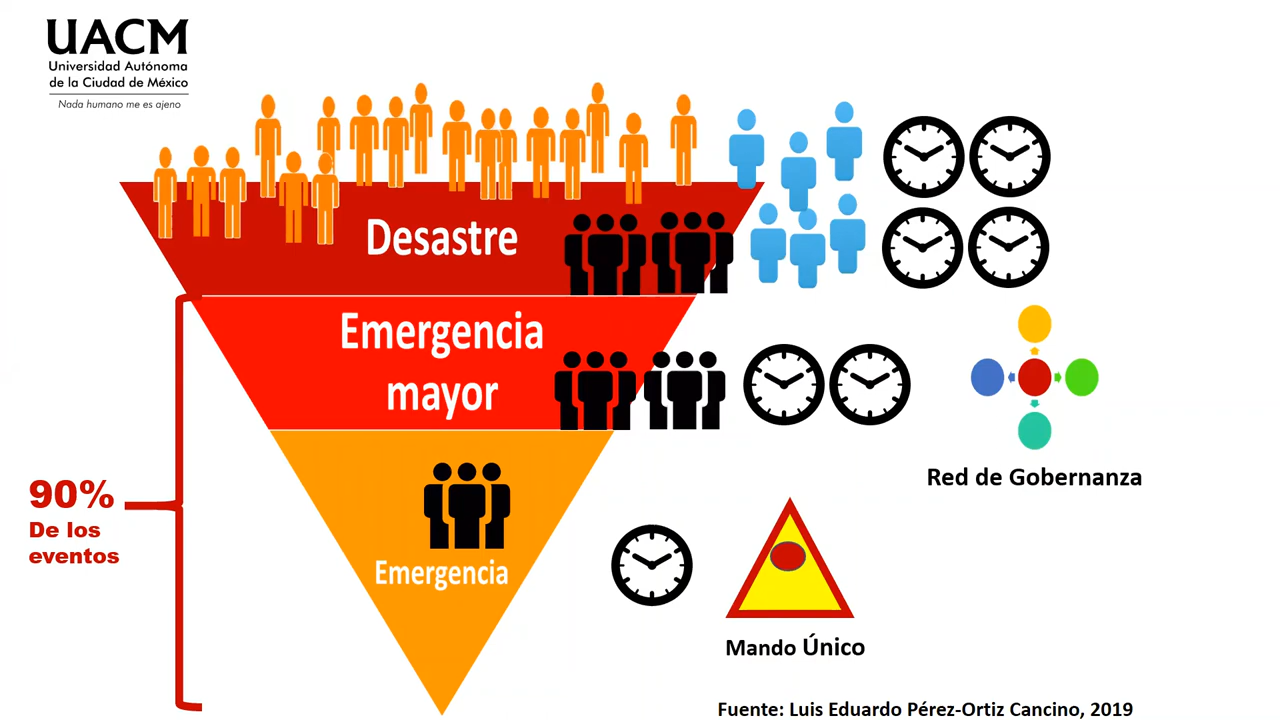 UACM
Universidad Autónoma
de la Ciudad de México
Nada humano me es ajeno
Desastre
Emergencia
mayor
90%
De los
eventos
Emergencia
Red de Gobernanza
Mando Único
Fuente: Luis Eduardo Pérez-Ortiz Cancino, 2019